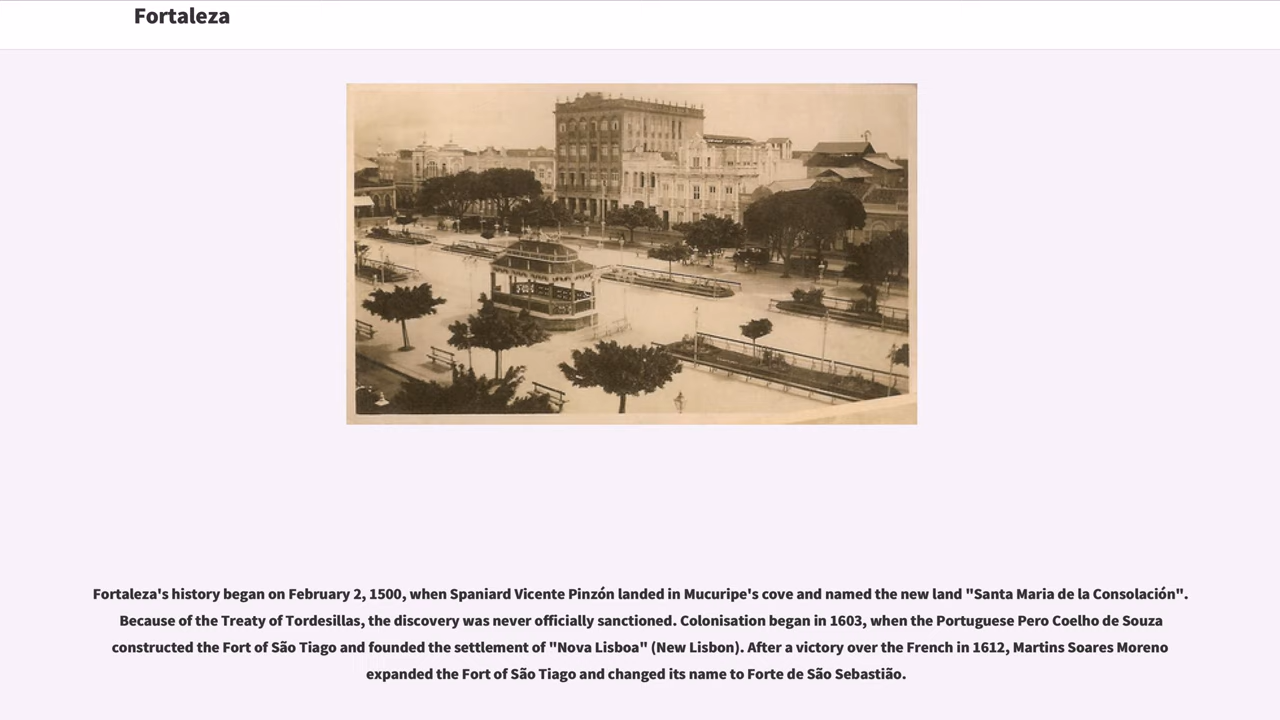 Fortaleza
Fortaleza's history began on February 2, 1500, when Spaniard Vicente Pinzón landed in Mucuripe's cove and named the new land "Santa Maria de la Consolación".
Because of the Treaty of Tordesillas, the discovery was never officially sanctioned. Colonisation began in 1603, when the Portuguese Pero Coelho de Souza
constructed the Fort of São Tiago and founded the settlement of "Nova Lisboa" (New Lisbon). After a victory over the French in 1612, Martins Soares Moreno
expanded the Fort of São Tiago and changed its name to Forte de São Sebastião.